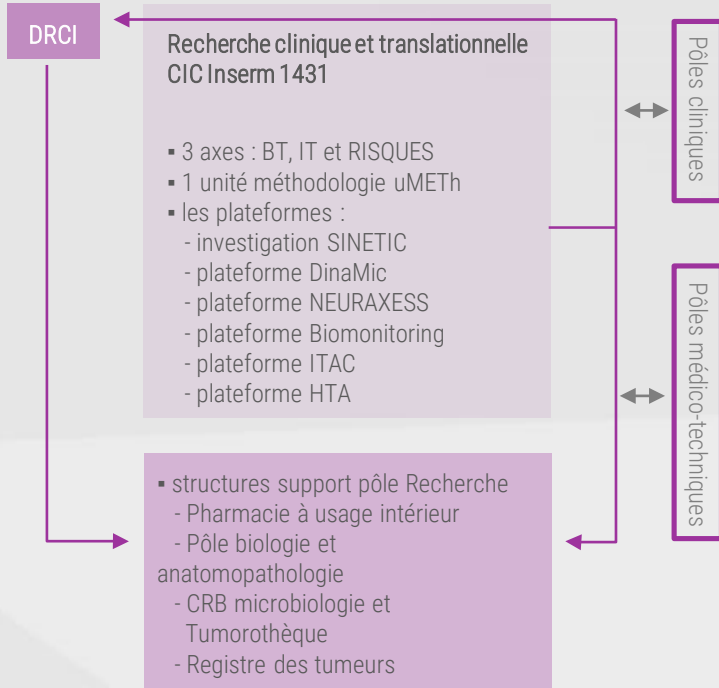 DRCI
Recherche clinique et translationnelle
CIC Inserm 1431
▪ 3 axes : BT, IT et RISQUES
▪ 1 unité méthodologie uMETh
▪ les plateformes :
- investigation SINETIC
- plateforme DinaMic
- plateforme NEURAXESS
- plateforme Biomonitoring
- plateforme ITAC
- plateforme HTA
▪ structures support pôle Recherche
- Pharmacie à usage intérieur
- Pôle biologie et
anatomopathologie
- CRB microbiologie et
Tumorothèque
- Registre des tumeurs
Pôles cliniques
Pôles médico-techniques